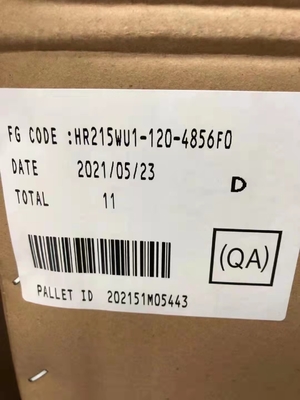 FG CODE :HR215WU1-120-4856F0
DATE 2021/05/23
D
TOTAL 11
(QA)
PALLET ID 202151M05443